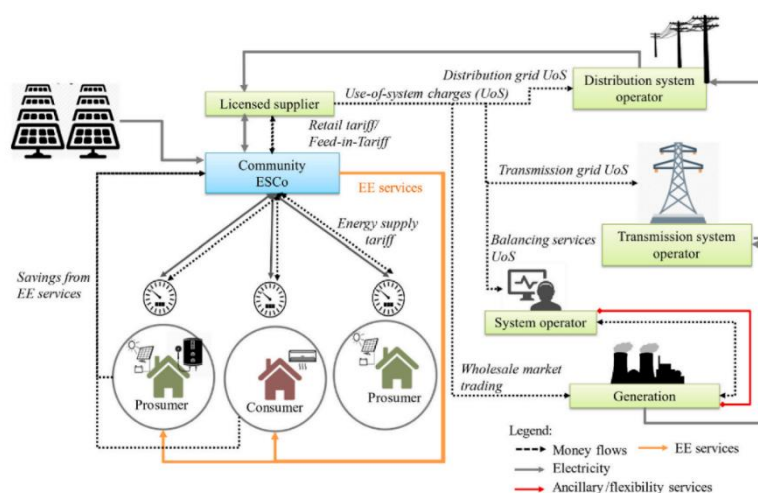 Distribution grid UoS
Distribution system
operator
Licensed supplier
Use-of-system charges (UoS)
Retail tariff/
Feed-in-Tariff
Community
ESCo
EE services
Transmission grid UoS
Energy supply
tariff
Balancing services
UoS
Transmission system
operator
Savings from
EE services
System operator
Prosumer
Consumer
Prosumer
Wholesale market
trading
Generation
Legend:
Money flows
EE services
Electricity
Ancillary/flexibility services